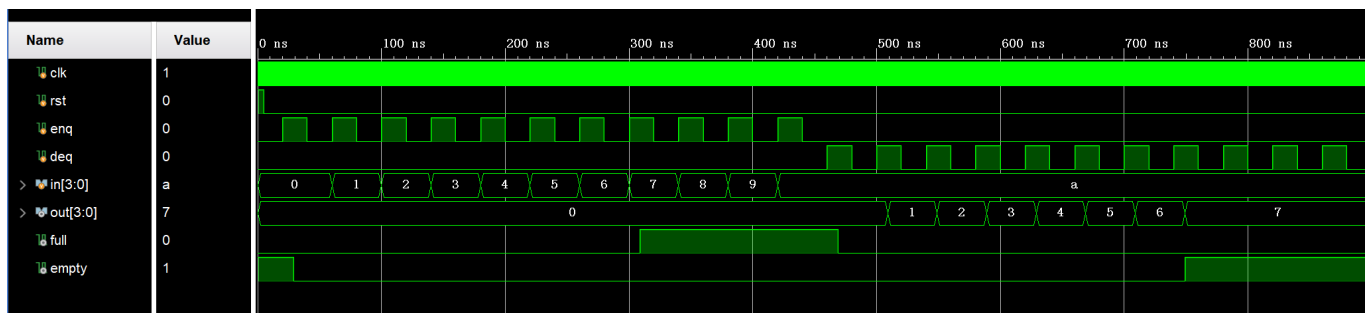 Name Value 0 ns 100 ns 200 ns 300 ns 400 ns 500 ns 600 ns 700 ns 800 ns
clk 1
rst 0
enq 0
deq 0
in[3:0] a 0 1 2 3 4 5 6 7 8 9 a
out[3:0] 7 0 1 2 3 4 5 6 7
full 0
empty 1